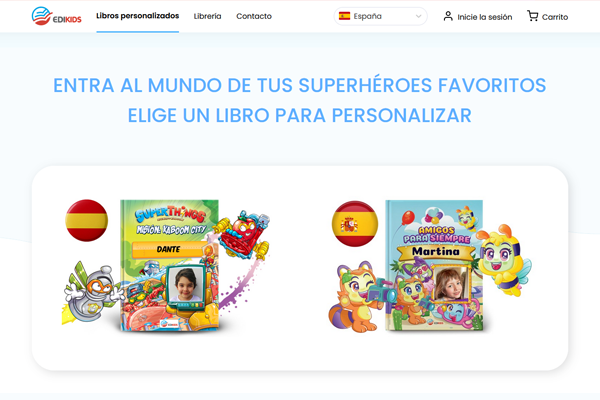 EDIKIDS
Libros personalizados
Librería
Contacto
España
Inicie la sesión
Carrito
ENTRA AL MUNDO DE TUS SUPERHÉROES FAVORITOS
ELIGE UN LIBRO PARA PERSONALIZAR
SUPERTHINGS
MISION: KABOOM CITY
DANTE
AMIGOS
PARA SIEMPRE
Martina